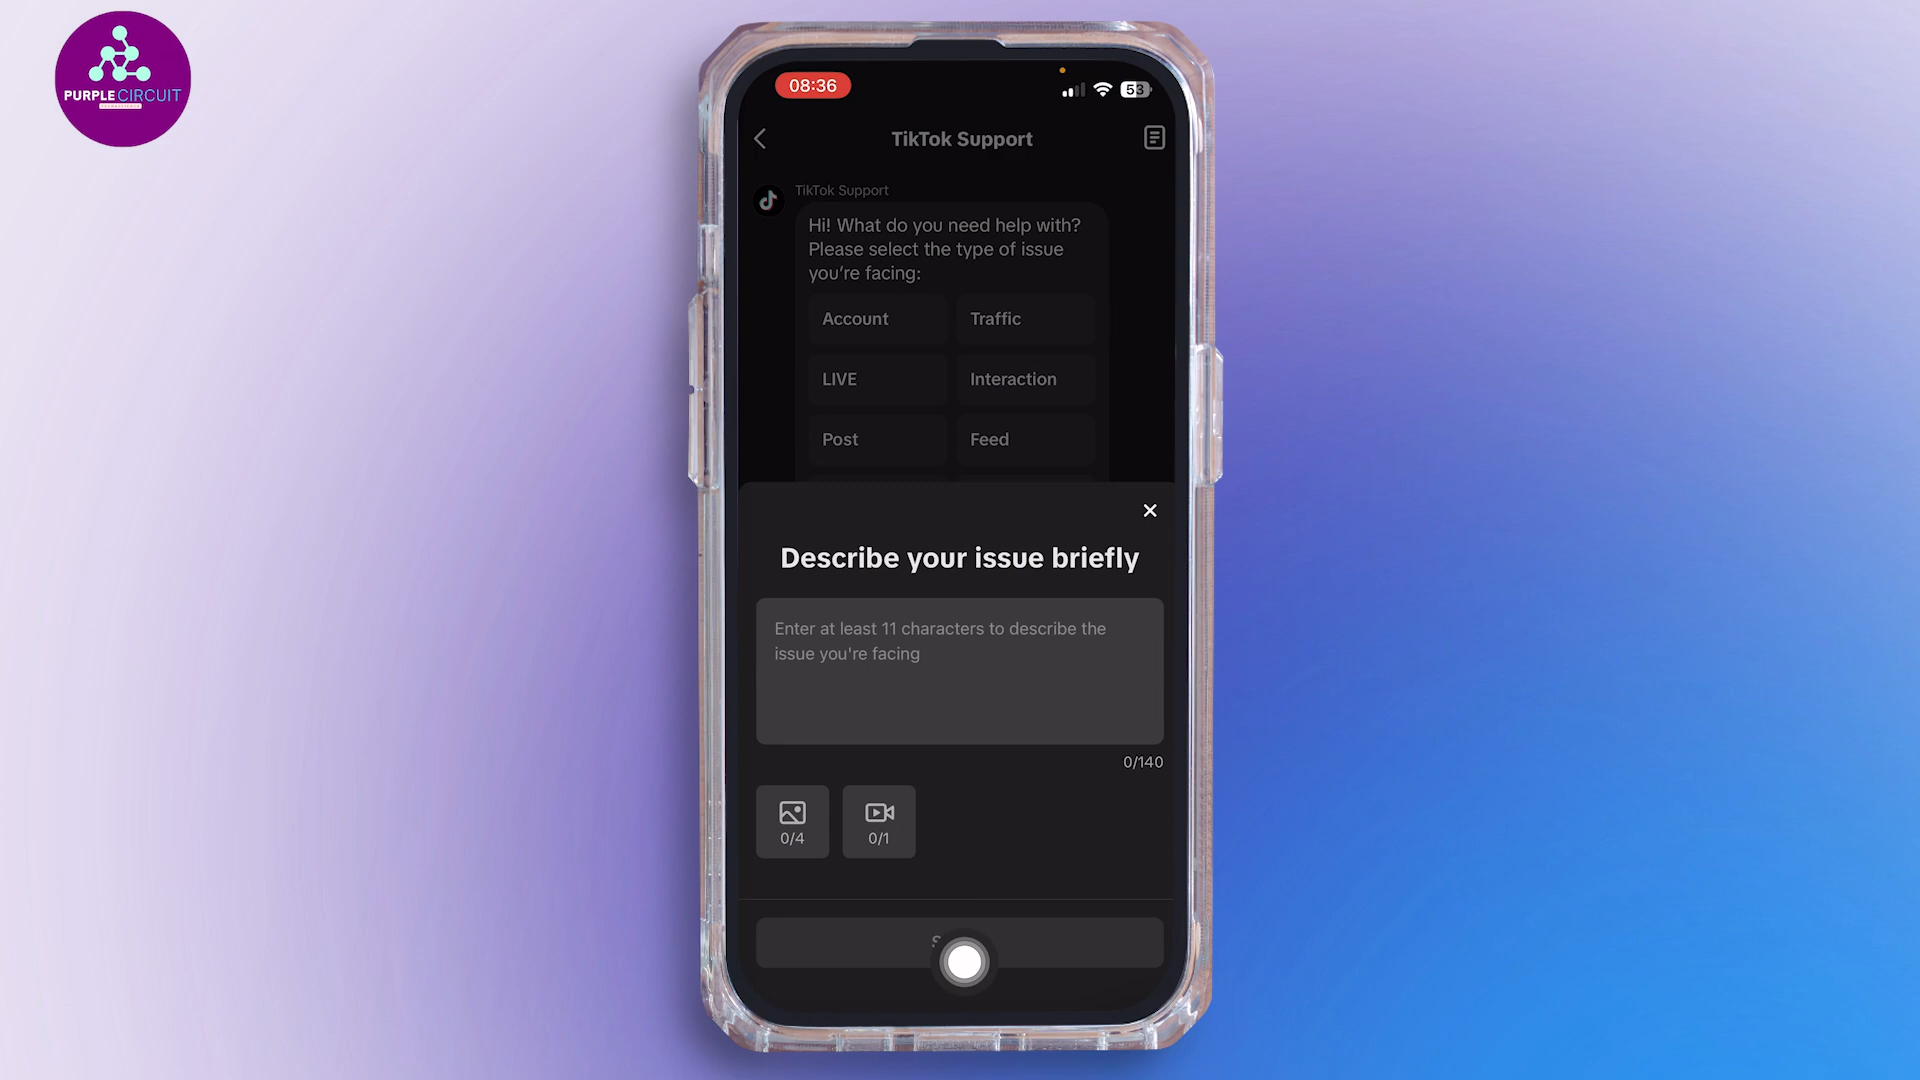 PURPLE CIRCUIT
08:36
53
TikTok Support
TikTok Support
Hi! What do you need help with?
Please select the type of issue
you're facing:
Account
Traffic
LIVE
Interaction
Post
Feed
Describe your issue briefly
Enter at least 11 characters to describe the
issue you're facing
0/140
0/4
0/1